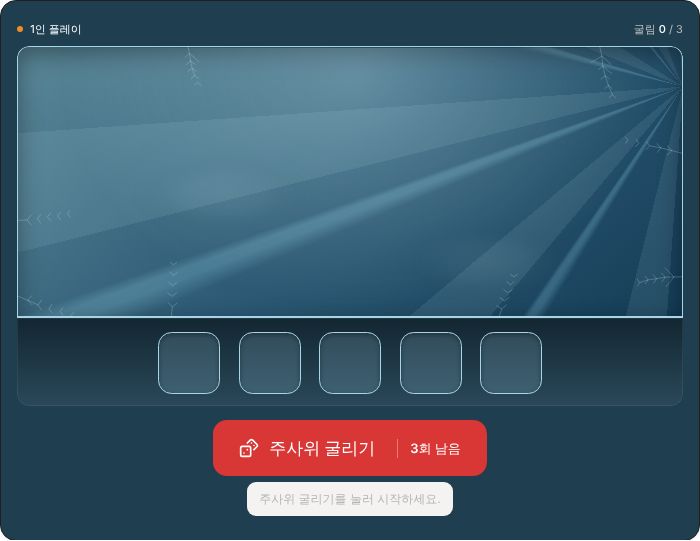 1인 플레이
굴림 0 / 3
주사위 굴리기
3회 남음
주사위 굴리기를 눌러 시작하세요.